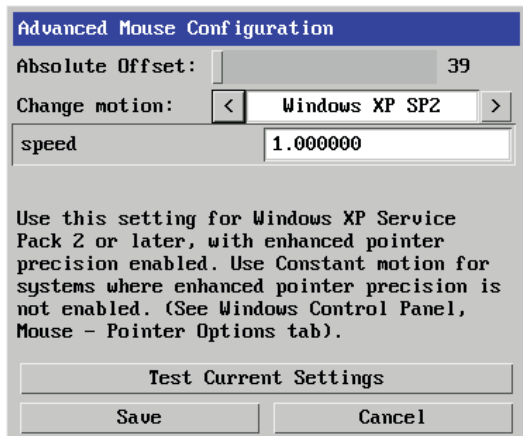 Advanced Mouse Configuration
Absolute Offset: 39
Change motion: < Windows XP SP2 >
speed 1.000000
Use this setting for Windows XP Service
Pack 2 or later, with enhanced pointer
precision enabled. Use Constant motion for
systems where enhanced pointer precision is
not enabled. (See Windows Control Panel,
Mouse - Pointer Options tab).
Test Current Settings
Save Cancel